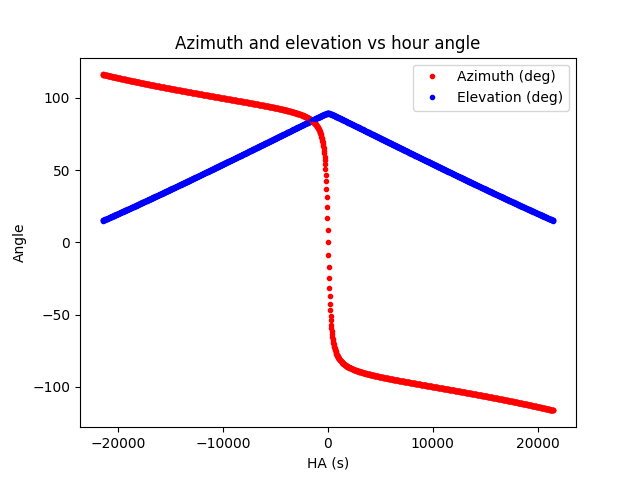 Azimuth and elevation vs hour angle
Azimuth (deg)
Elevation (deg)
100
50
0
−50
−100
Angle
−20000
−10000
0
10000
20000
HA (s)